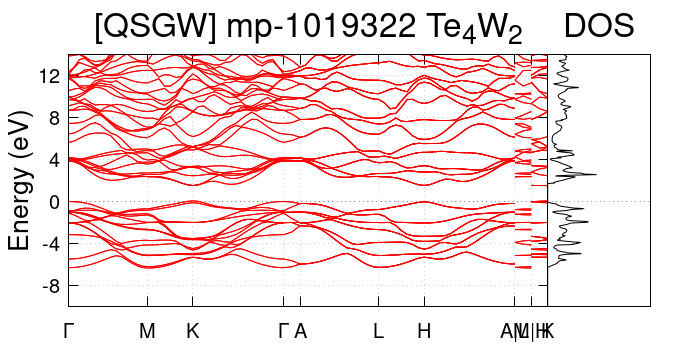 [QSGW] mp-1019322 Te4W2 DOS
Energy (eV)
12
8
4
0
-4
-8
Γ M K Γ A L H A